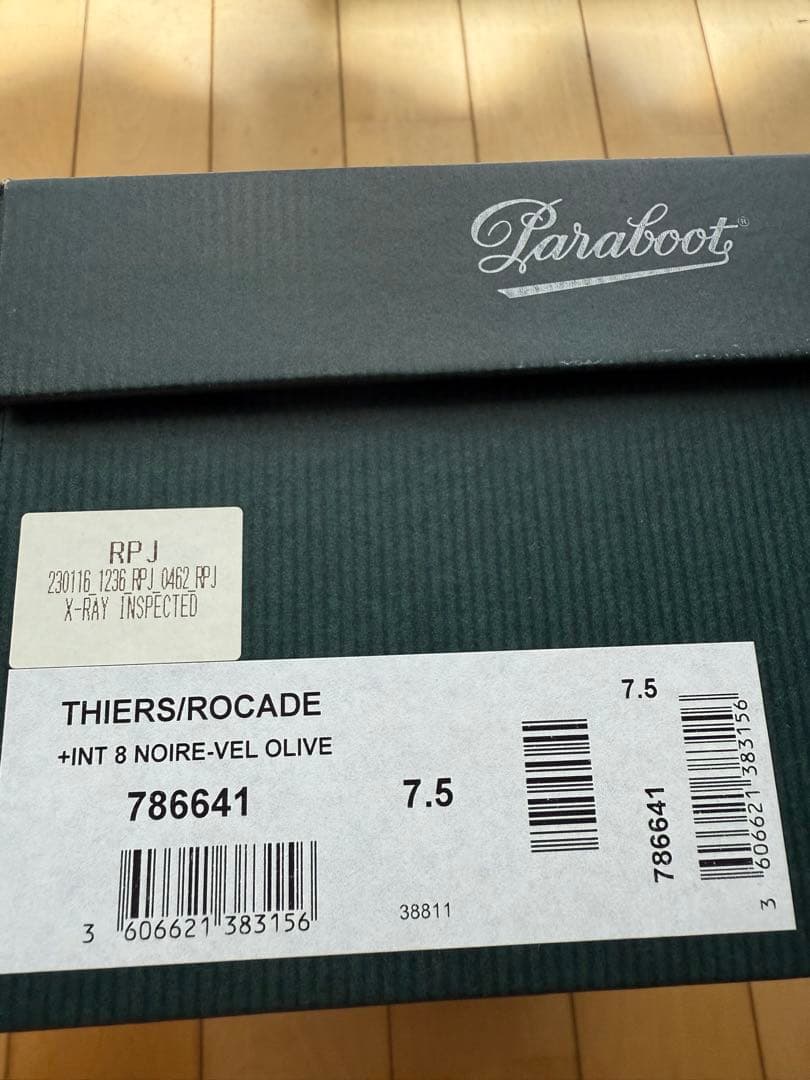 Paraboot®
RPJ
230116_1236_RPJ_0462_RPJ
X-RAY INSPECTED
THIERS/ROCADE
+INT 8 NOIRE-VEL OLIVE
786641
7.5
3 606621 383156
38811
7.5
786641
3 606621 383156